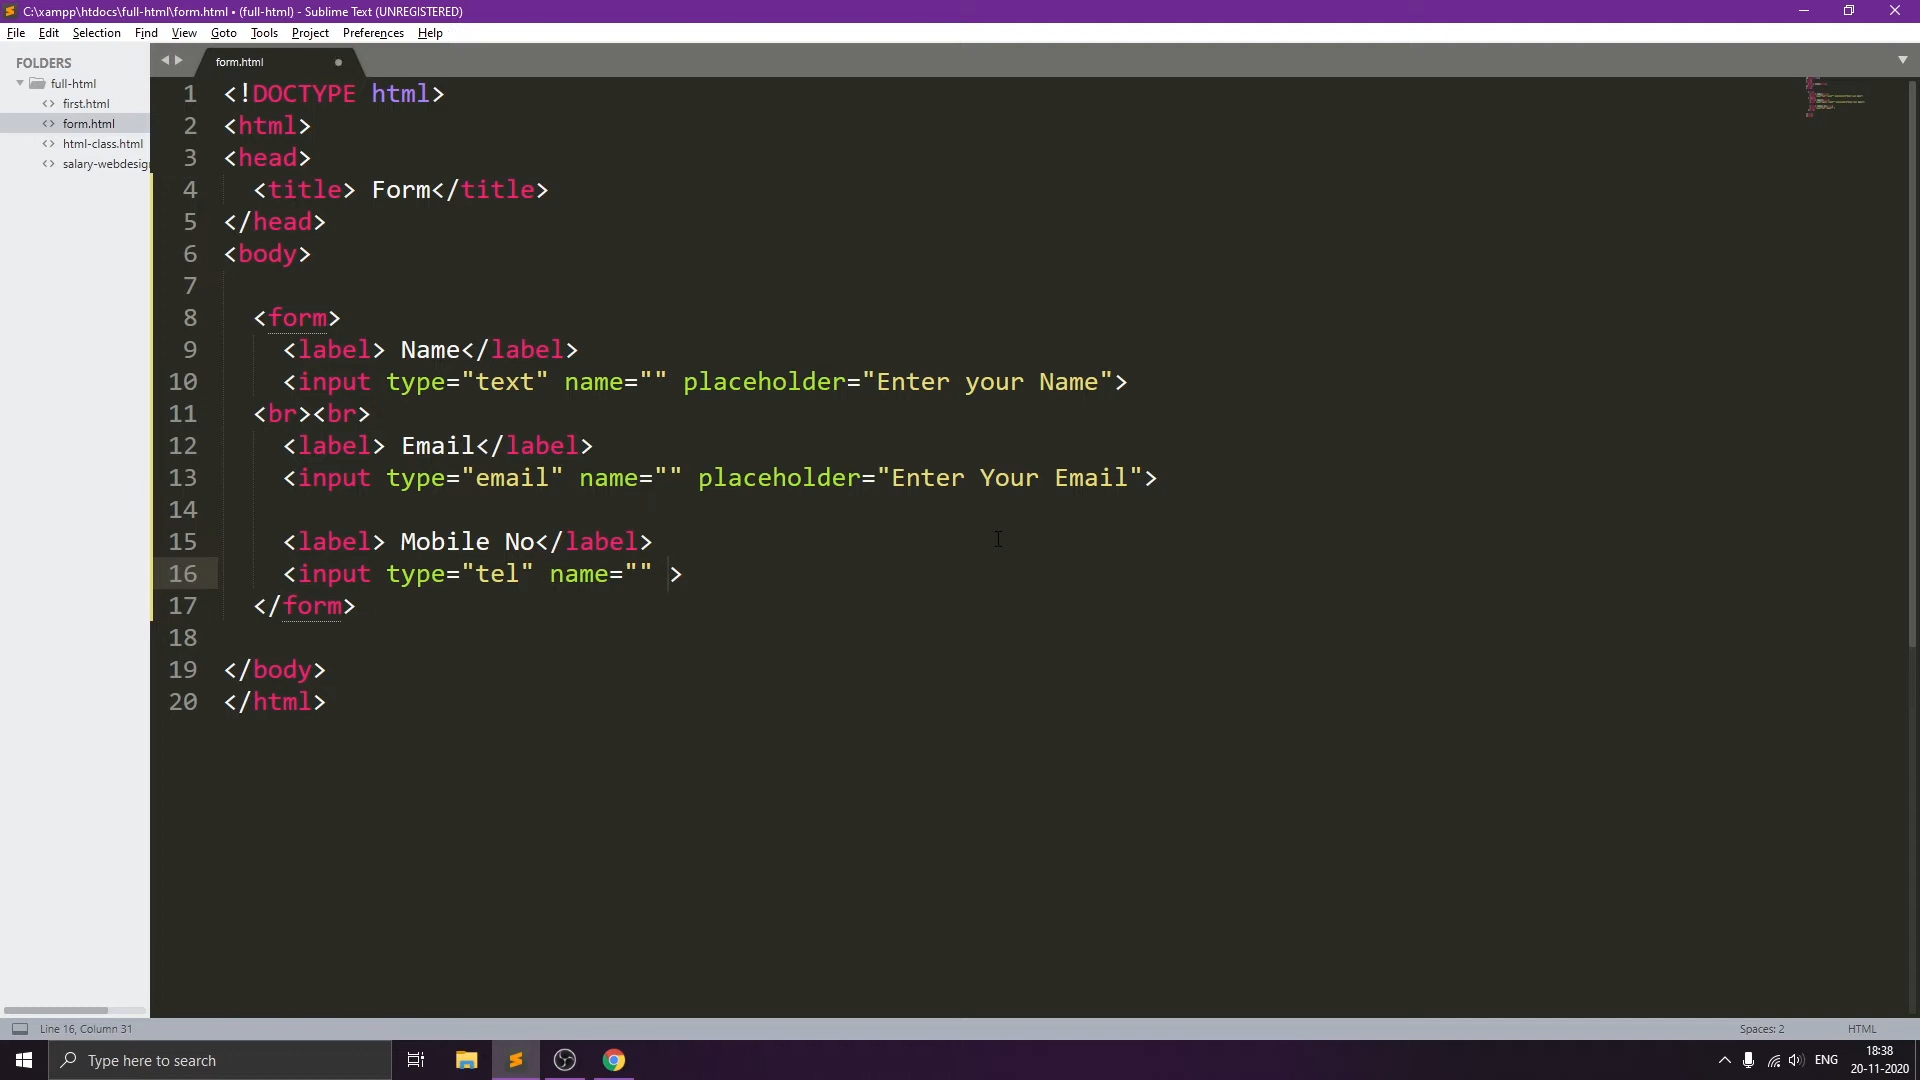 C:\xampp\htdocs\full-html\form.html • (full-html) - Sublime Text (UNREGISTERED)
File Edit Selection Find View Goto Tools Project Preferences Help
FOLDERS
full-html
first.html
form.html
html-class.html
salary-webdesig
form.html
1 <!DOCTYPE html>
2 <html>
3 <head>
4 <title> Form</title>
5 </head>
6 <body>
7
8 <form>
9 <label> Name</label>
10 <input type="text" name="" placeholder="Enter your Name">
11 <br><br>
12 <label> Email</label>
13 <input type="email" name="" placeholder="Enter Your Email">
14
15 <label> Mobile No</label>
16 <input type="tel" name="" >
17 </form>
18
19 </body>
20 </html>
Line 16, Column 31
Spaces: 2
HTML
Type here to search
ENG
18:38
20-11-2020